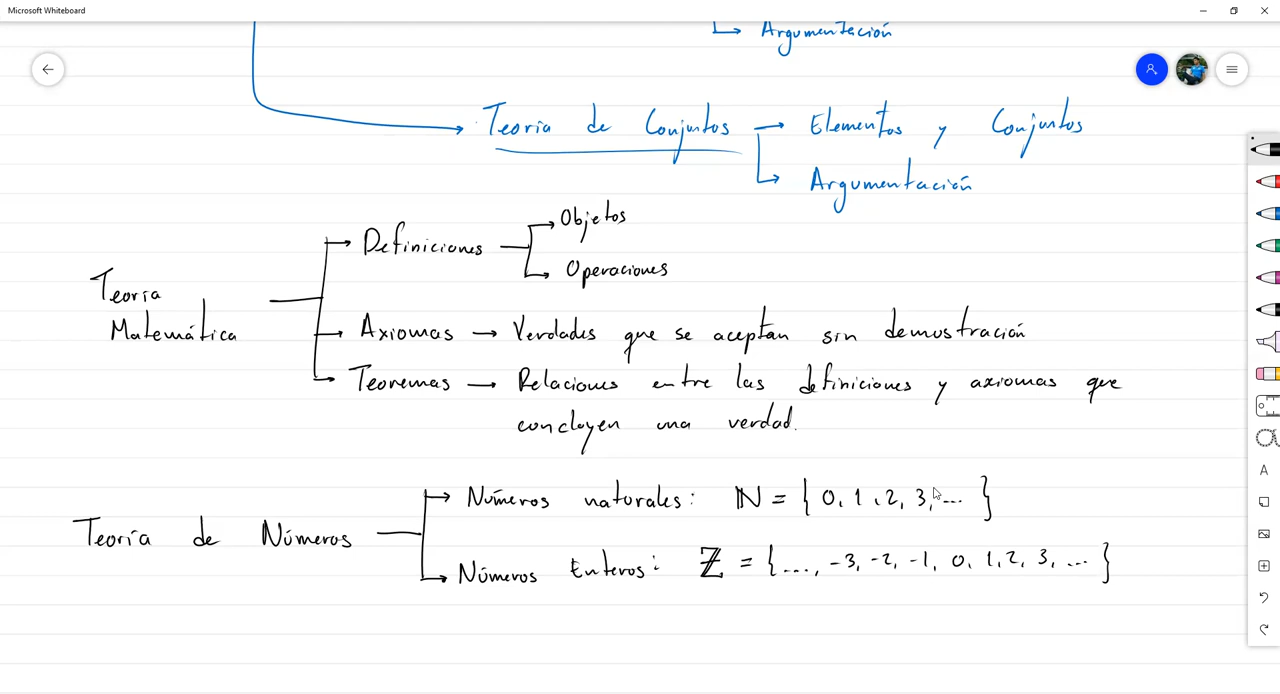 Microsoft Whiteboard
Argumentación
Teoría de Conjuntos → Elementos y Conjuntos
Argumentación
Objetos
Definiciones
Operaciones
Teoría
Matemática
Axiomas → Verdades que se aceptan sin demostración
Teoremas → Relaciones entre las definiciones y axiomas que
concluyen una verdad.
Números naturales: ℕ = { 0, 1, 2, 3, ... }
Teoría de Números
Números Enteros: ℤ = {..., -3, -2, -1, 0, 1, 2, 3, ... }